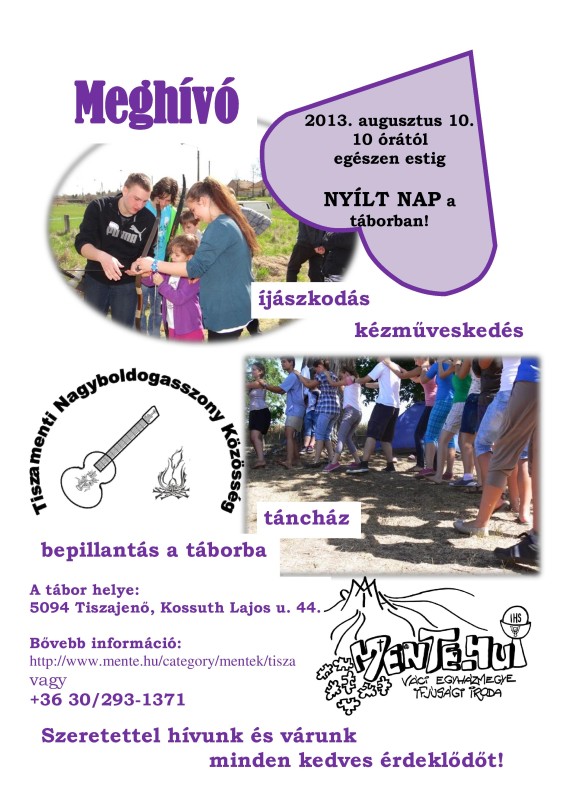 Meghívó
2013. augusztus 10.
10 órától
egészen estig
NYÍLT NAP a
táborban!
PUMA
íjászkodás
kézműveskedés
Tiszamenti Nagyboldogasszony Közösség
táncház
bepillantás a táborba
A tábor helye:
5094 Tiszajenő, Kossuth Lajos u. 44.
IHS
MENTE.HU
VÁCI EGYHÁZMEGYE
IFJÚSÁGI IRODA
Bővebb információ:
http://www.mente.hu/category/mentek/tisza
vagy
+36 30/293-1371
Szeretettel hívunk és várunk
minden kedves érdeklődőt!